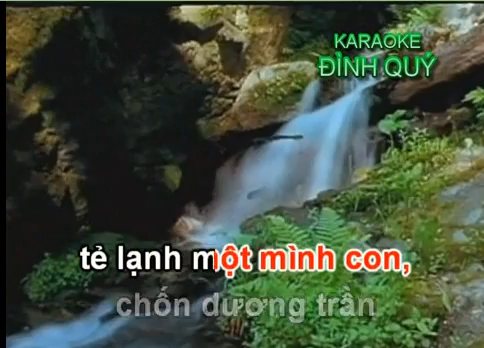 KARAOKE
ĐÌNH QUÝ
tẻ lạnh một mình con,
chốn dương trần